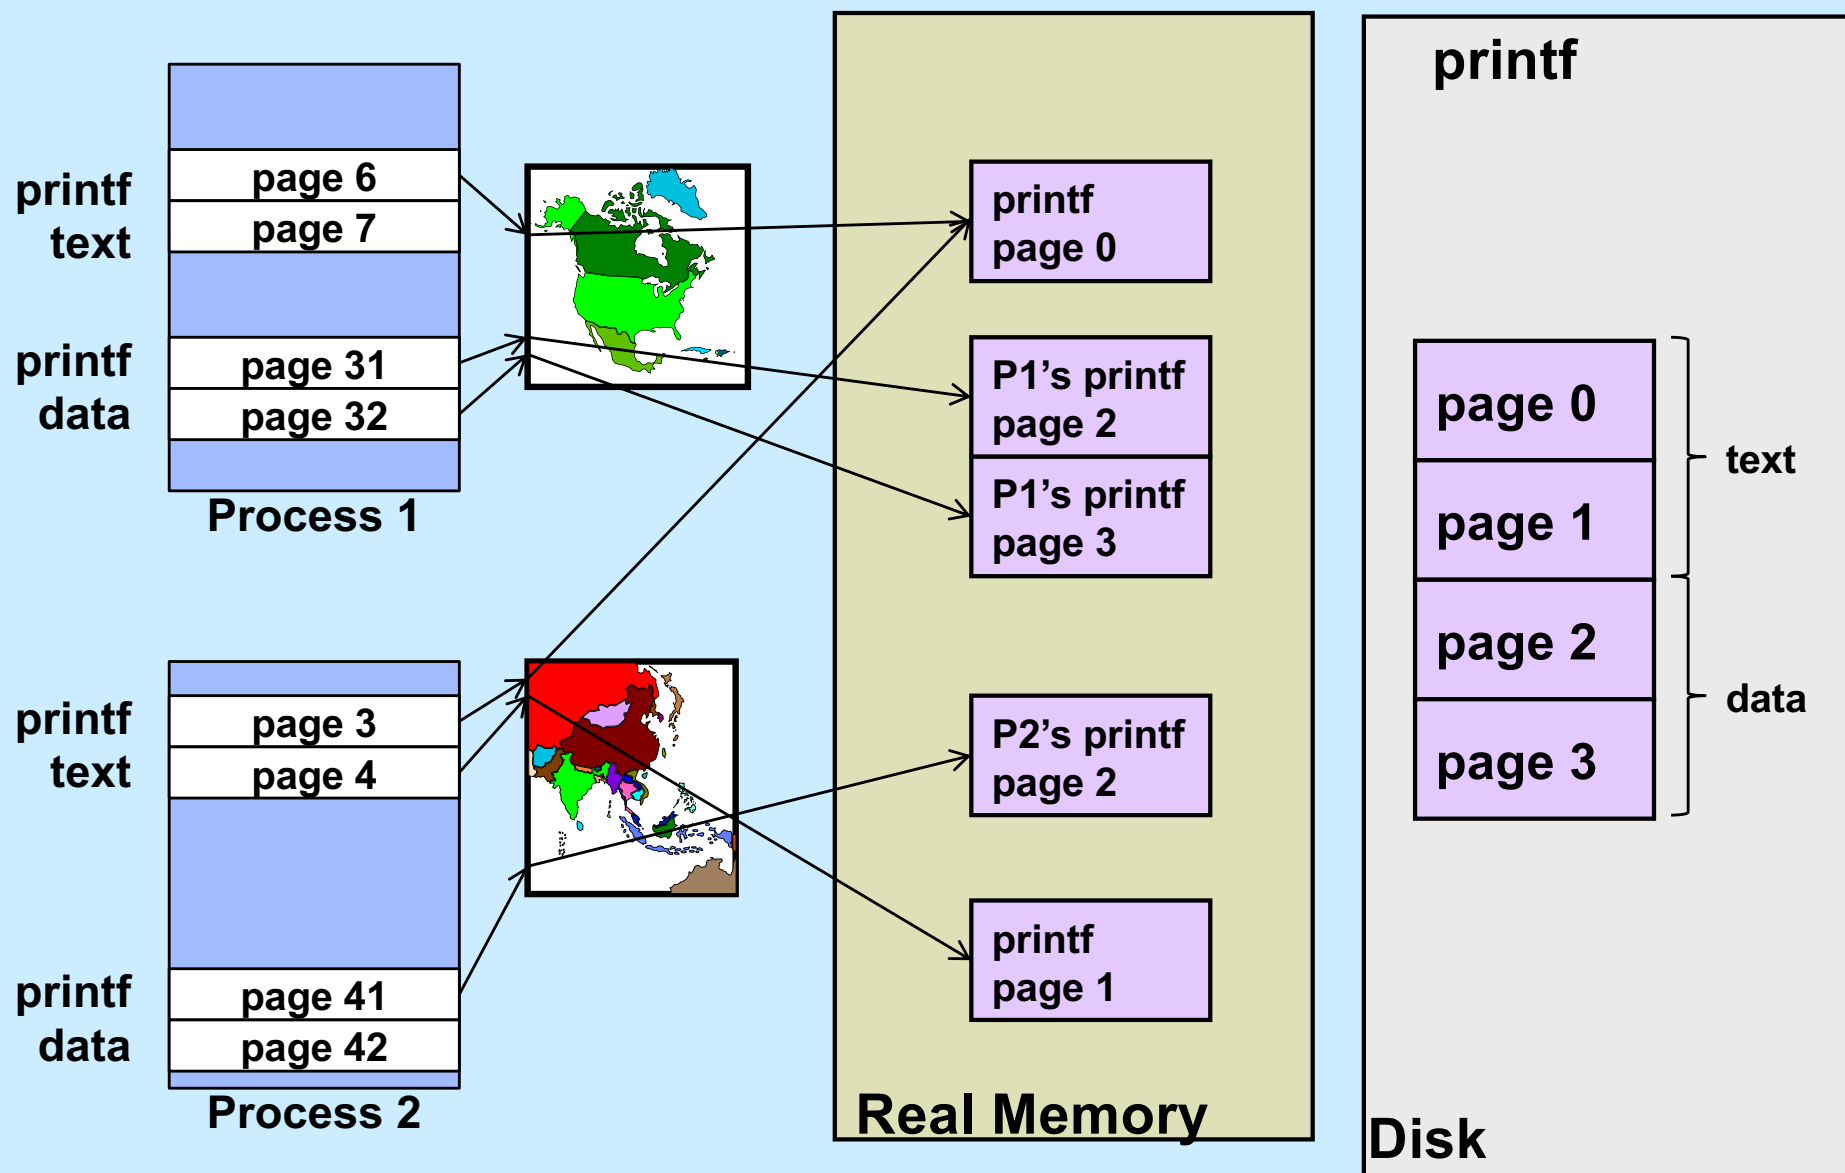 printf
text
page 6
page 7
printf
data
page 31
page 32
Process 1
printf
text
page 3
page 4
printf
data
page 41
page 42
Process 2
printf
page 0
P1’s printf
page 2
P1’s printf
page 3
P2’s printf
page 2
printf
page 1
Real Memory
printf
page 0
page 1
page 2
page 3
text
data
Disk